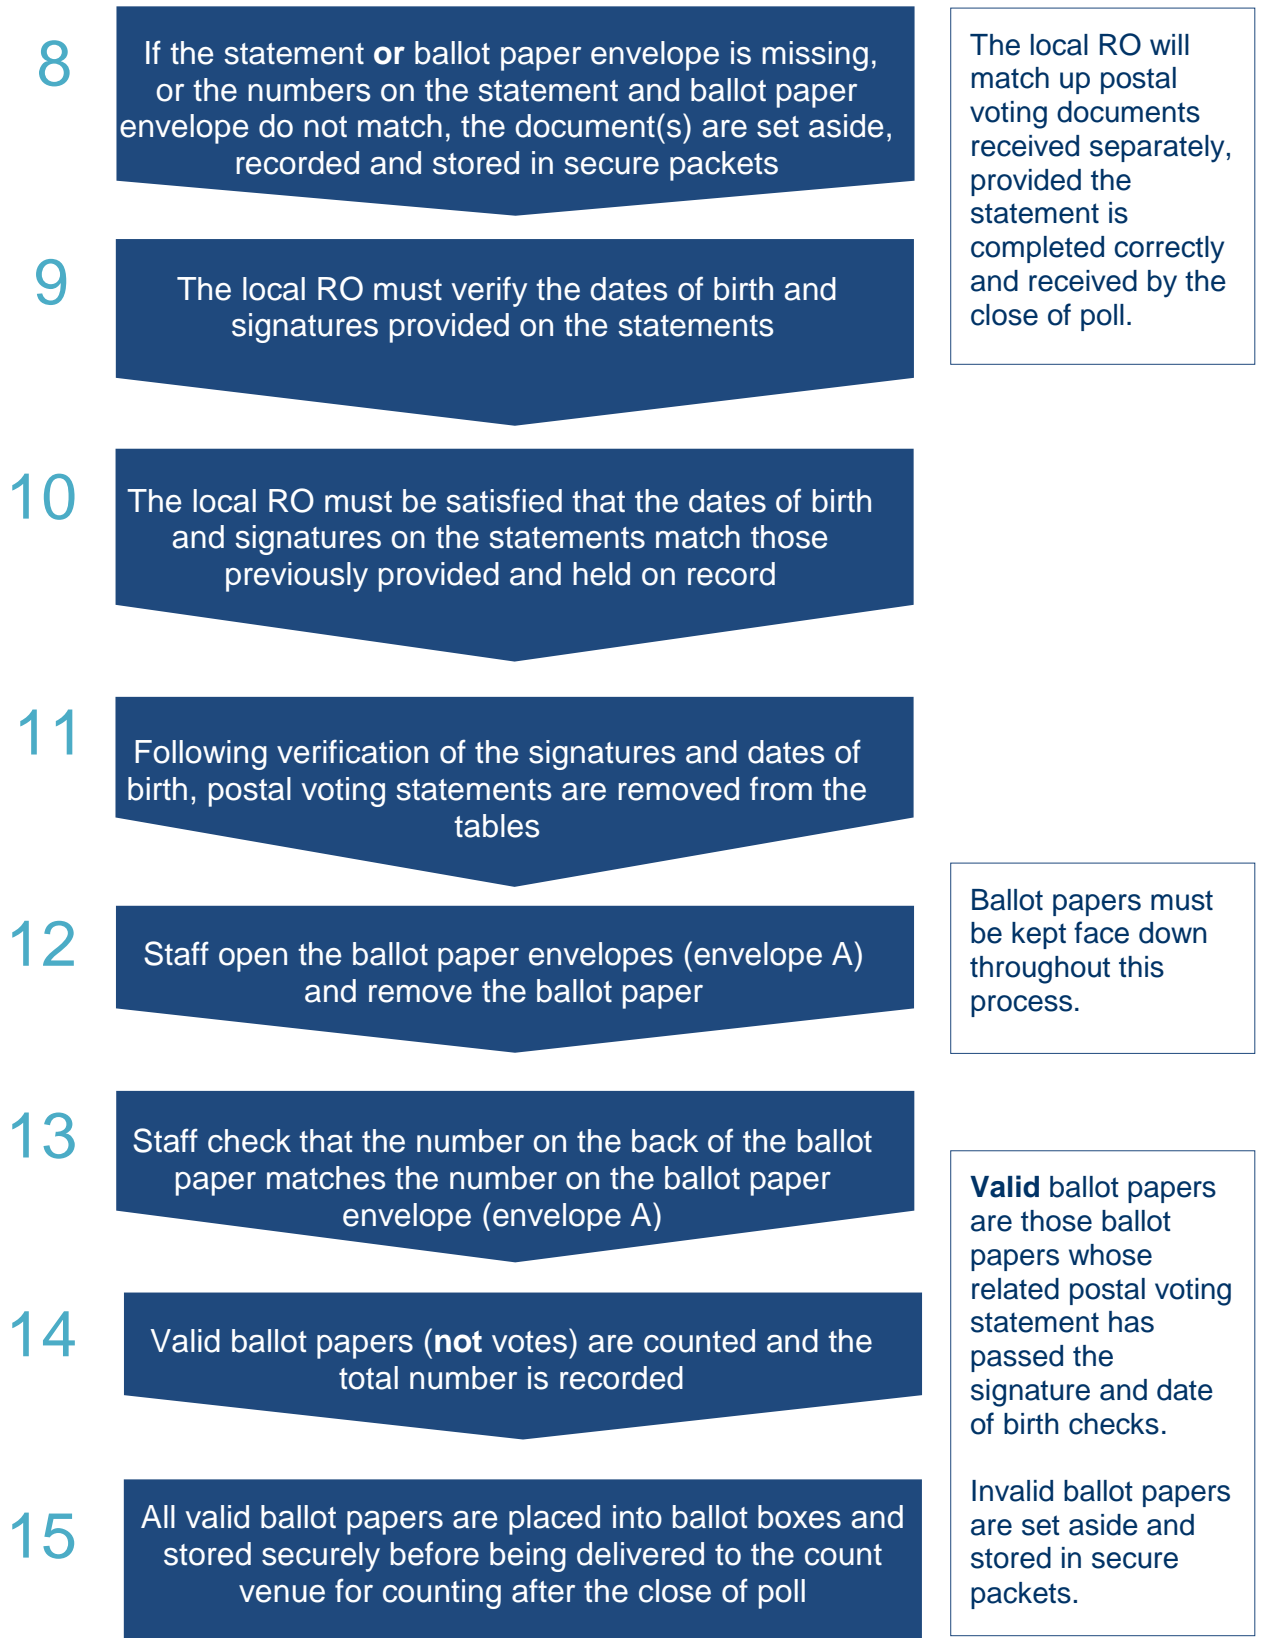 8
If the statement or ballot paper envelope is missing,
or the numbers on the statement and ballot paper
envelope do not match, the document(s) are set aside,
recorded and stored in secure packets
The local RO will
match up postal
voting documents
received separately,
provided the
statement is
completed correctly
and received by the
close of poll.
9
The local RO must verify the dates of birth and
signatures provided on the statements
10
The local RO must be satisfied that the dates of birth
and signatures on the statements match those
previously provided and held on record
11
Following verification of the signatures and dates of
birth, postal voting statements are removed from the
tables
12
Staff open the ballot paper envelopes (envelope A)
and remove the ballot paper
Ballot papers must
be kept face down
throughout this
process.
13
Staff check that the number on the back of the ballot
paper matches the number on the ballot paper
envelope (envelope A)
14
Valid ballot papers (not votes) are counted and the
total number is recorded
Valid ballot papers
are those ballot
papers whose
related postal voting
statement has
passed the
signature and date
of birth checks.
Invalid ballot papers
are set aside and
stored in secure
packets.
15
All valid ballot papers are placed into ballot boxes and
stored securely before being delivered to the count
venue for counting after the close of poll